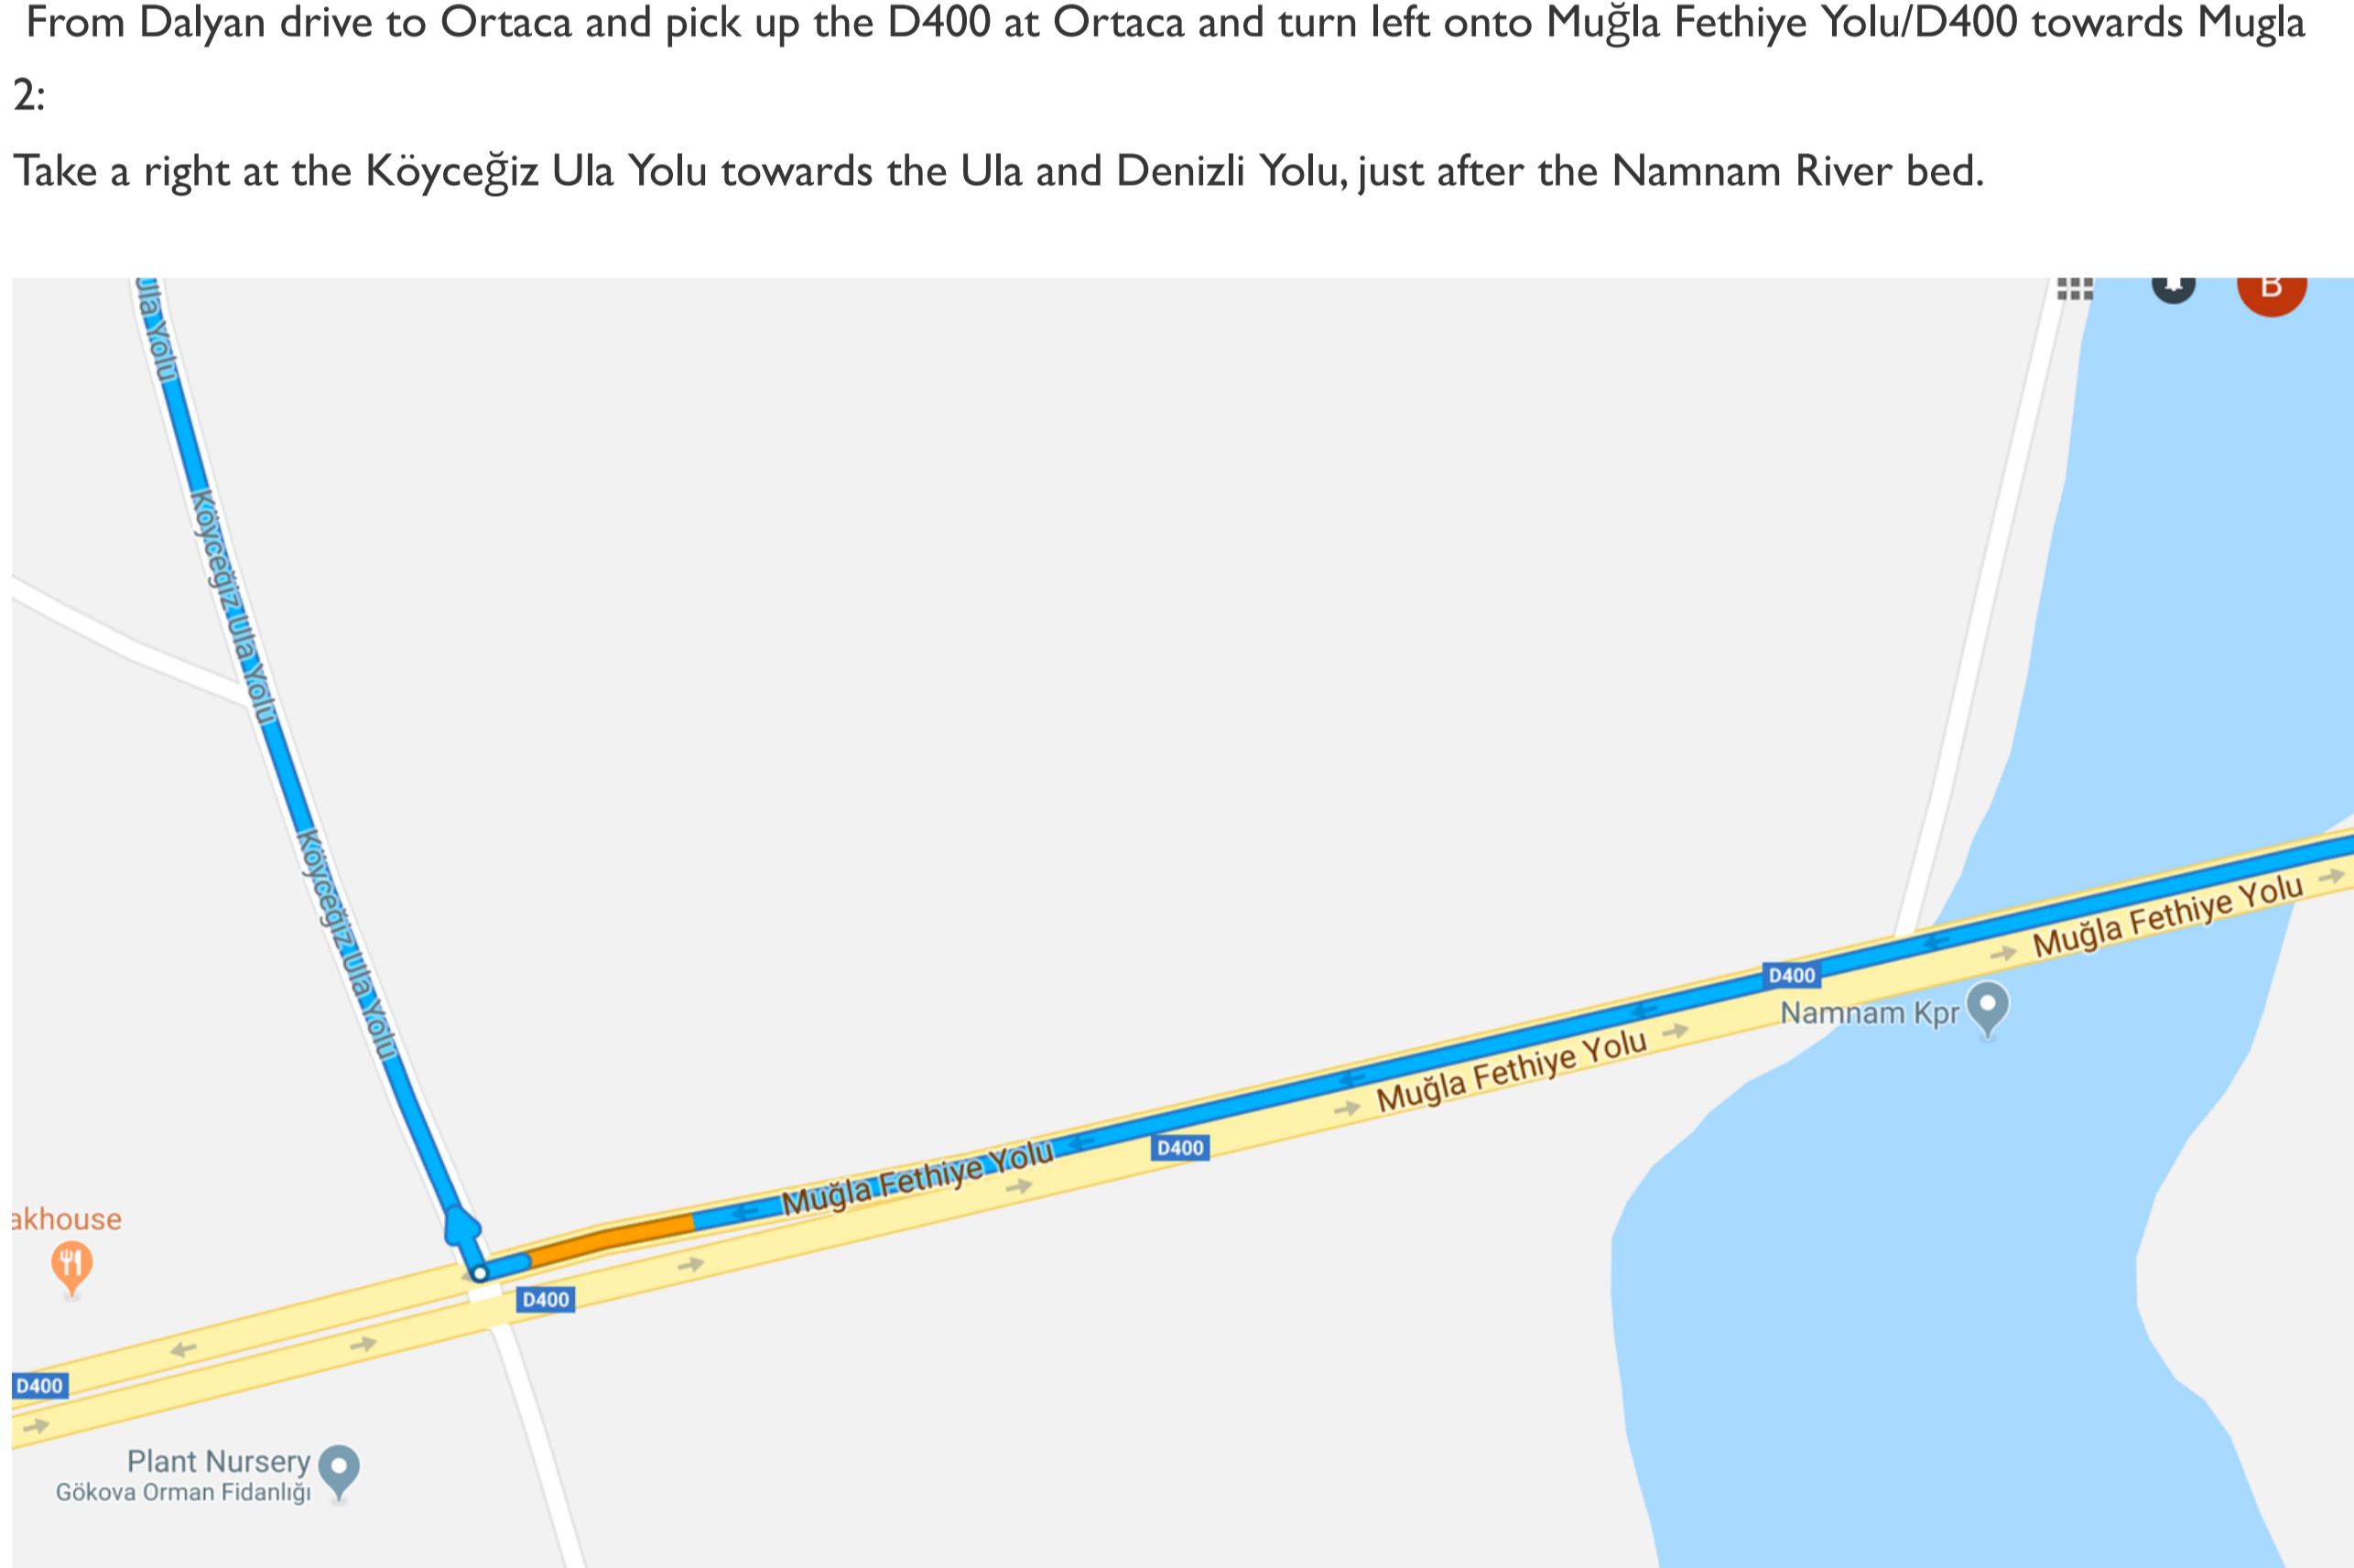 From Dalyan drive to Ortaca and pick up the D400 at Ortaca and turn left onto Muğla Fethiye Yolu/D400 towards Mugla
2:
Take a right at the Köyceğiz Ula Yolu towards the Ula and Denizli Yolu, just after the Namnam River bed.
B
ula Yolu
Köyceğiz Ula Yolu
Köyceğiz Ula Yolu
Muğla Fethiye Yolu
D400
Namnam Kpr
Muğla Fethiye Yolu
D400
Muğla Fethiye Yolu
akhouse
D400
D400
Plant Nursery
Gökova Orman Fidanlığı